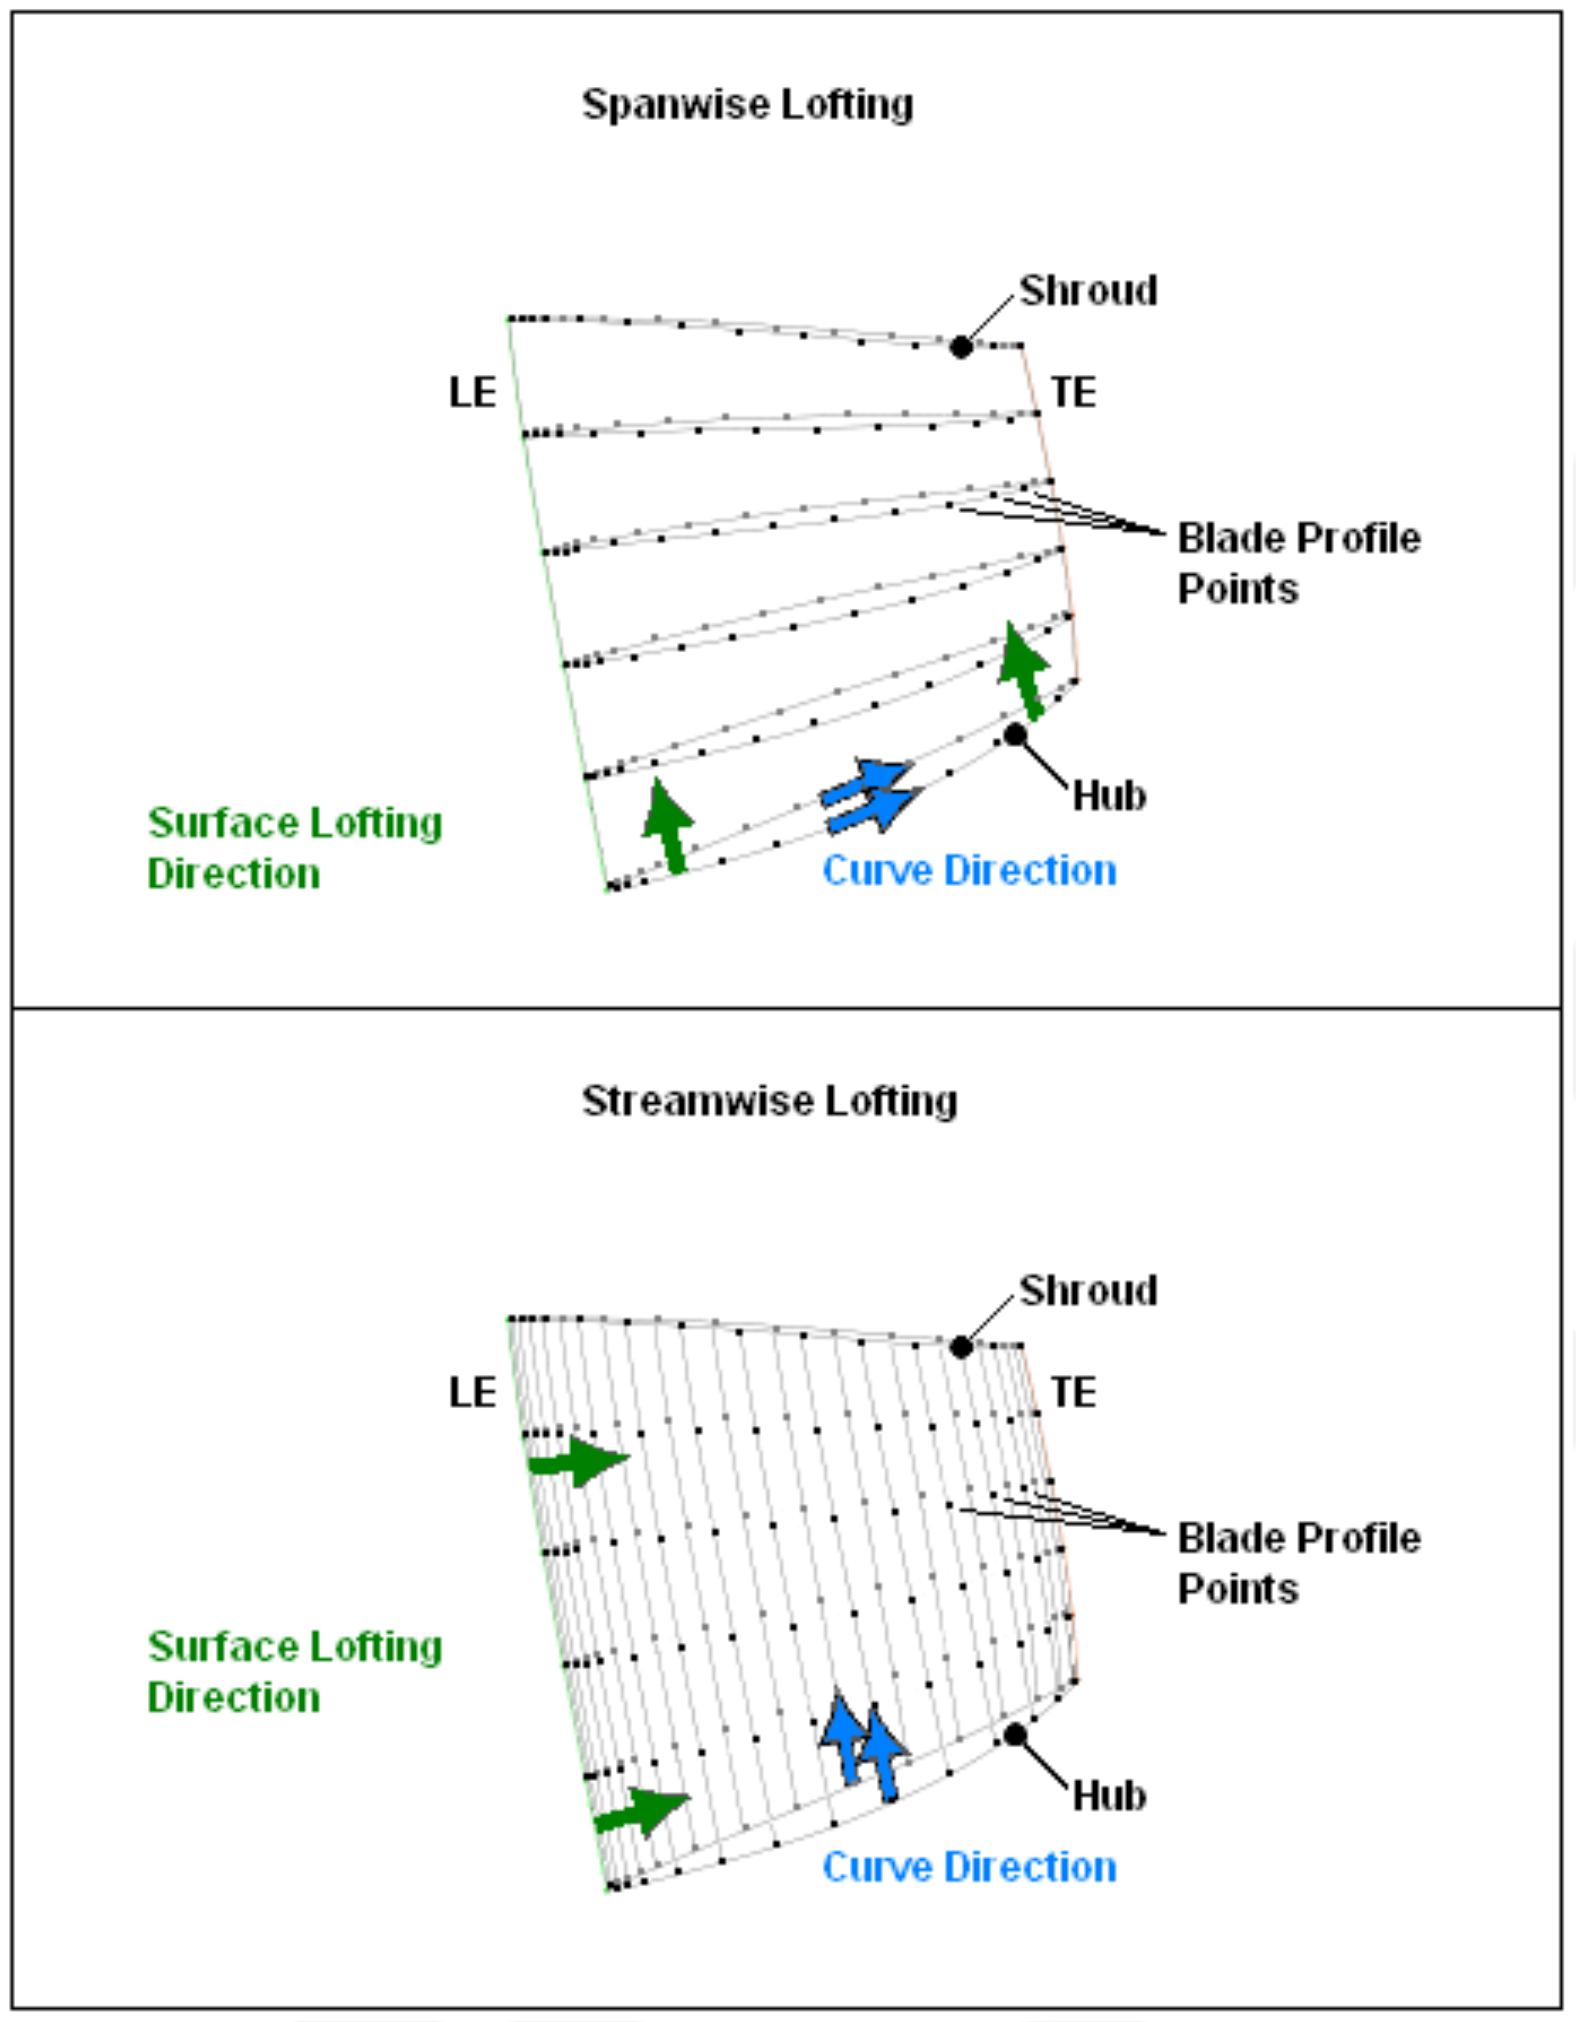 Spanwise Lofting
Shroud
LE
TE
Blade Profile
Points
Surface Lofting
Direction
Hub
Curve Direction
Streamwise Lofting
Shroud
LE
TE
Blade Profile
Points
Surface Lofting
Direction
Hub
Curve Direction